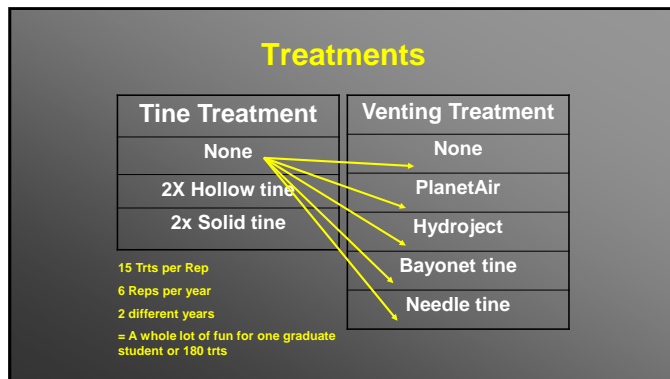 Treatments
Tine Treatment
None
2X Hollow tine
2x Solid tine
Venting Treatment
None
PlanetAir
Hydroject
Bayonet tine
Needle tine
15 Trts per Rep
6 Reps per year
2 different years
= A whole lot of fun for one graduate
student or 180 trts